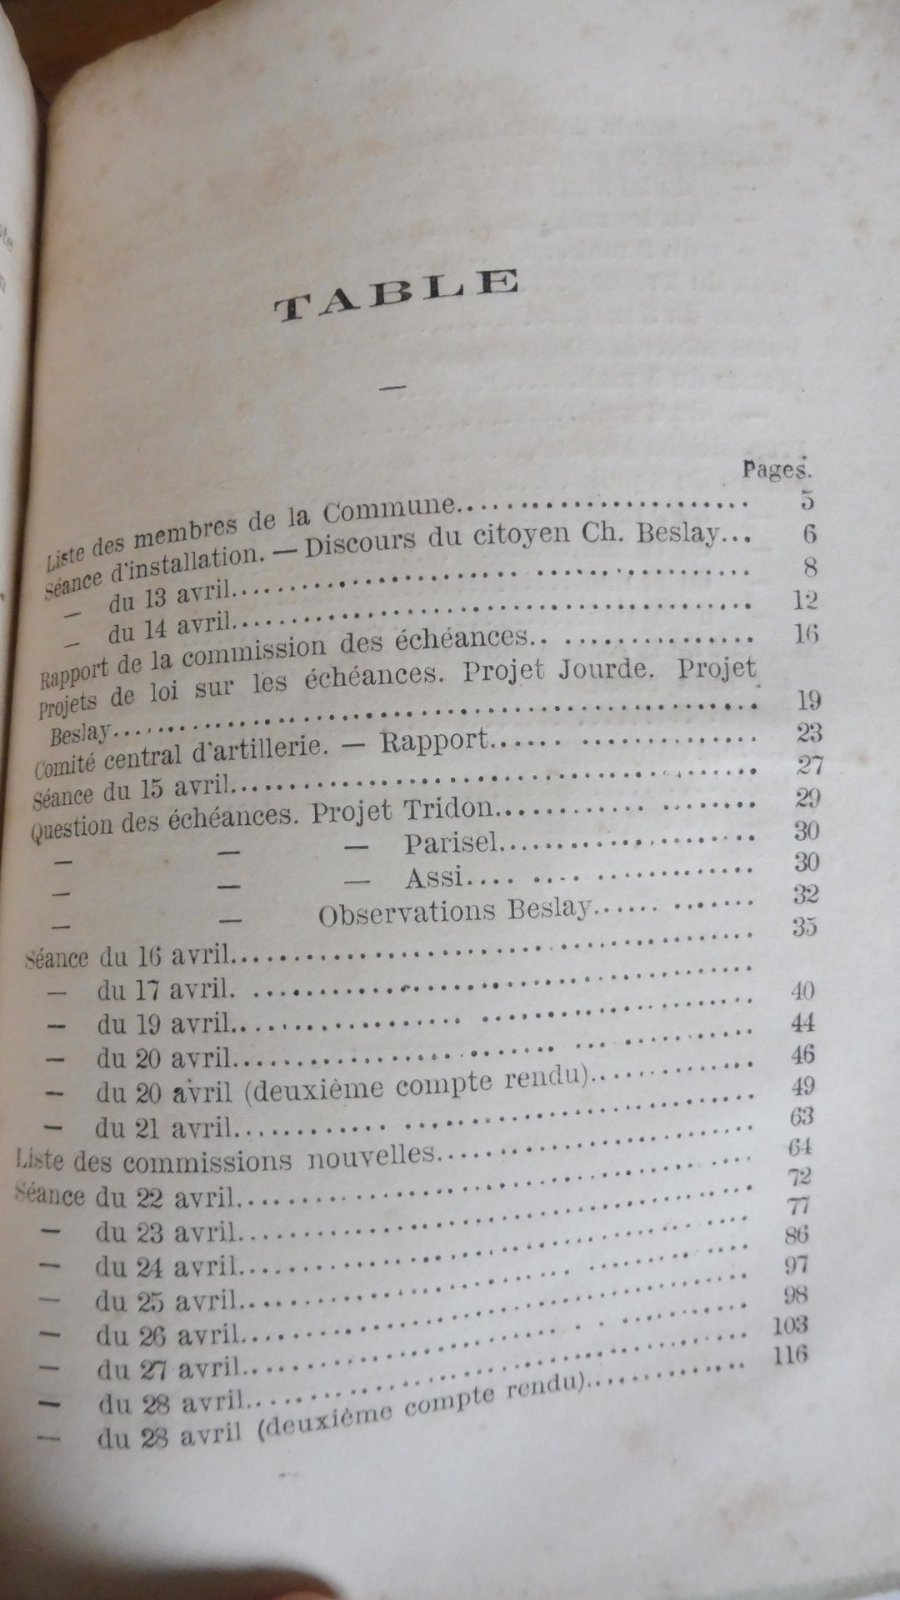 TABLE
—
Pages.
Liste des membres de la Commune........................ 5
Séance d'installation. — Discours du citoyen Ch. Beslay... 6
— du 13 avril........................ 8
— du 14 avril........................ 12
Rapport de la commission des échéances.. ............... 16
Projets de loi sur les échéances. Projet Jourde. Projet
Beslay........................ 19
Comité central d'artillerie. — Rapport...... ............ 23
Séance du 15 avril........................ 27
Question des échéances. Projet Tridon............. ........ 29
— — — Parisel........................ 30
— — — Assi.... .... ............. 30
— — Observations Beslay...... ....... 32
Séance du 16 avril........................ 35
— du 17 avril. ........................
— du 19 avril.................. .................. 40
— du 20 avril........................ ... ........... 44
— du 20 avril (deuxième compte rendu).............. 46
— du 21 avril............. ........................ 49
Liste des commissions nouvelles........................ 63
Séance du 22 avril........................ 64
— du 23 avril........................ 72
— du 24 avril........................ 77
— du 25 avril........................ 86
— du 26 avril........................ 97
— du 27 avril........................ 98
— du 28 avril........................ 103
— du 28 avril (deuxième compte rendu).............. 116